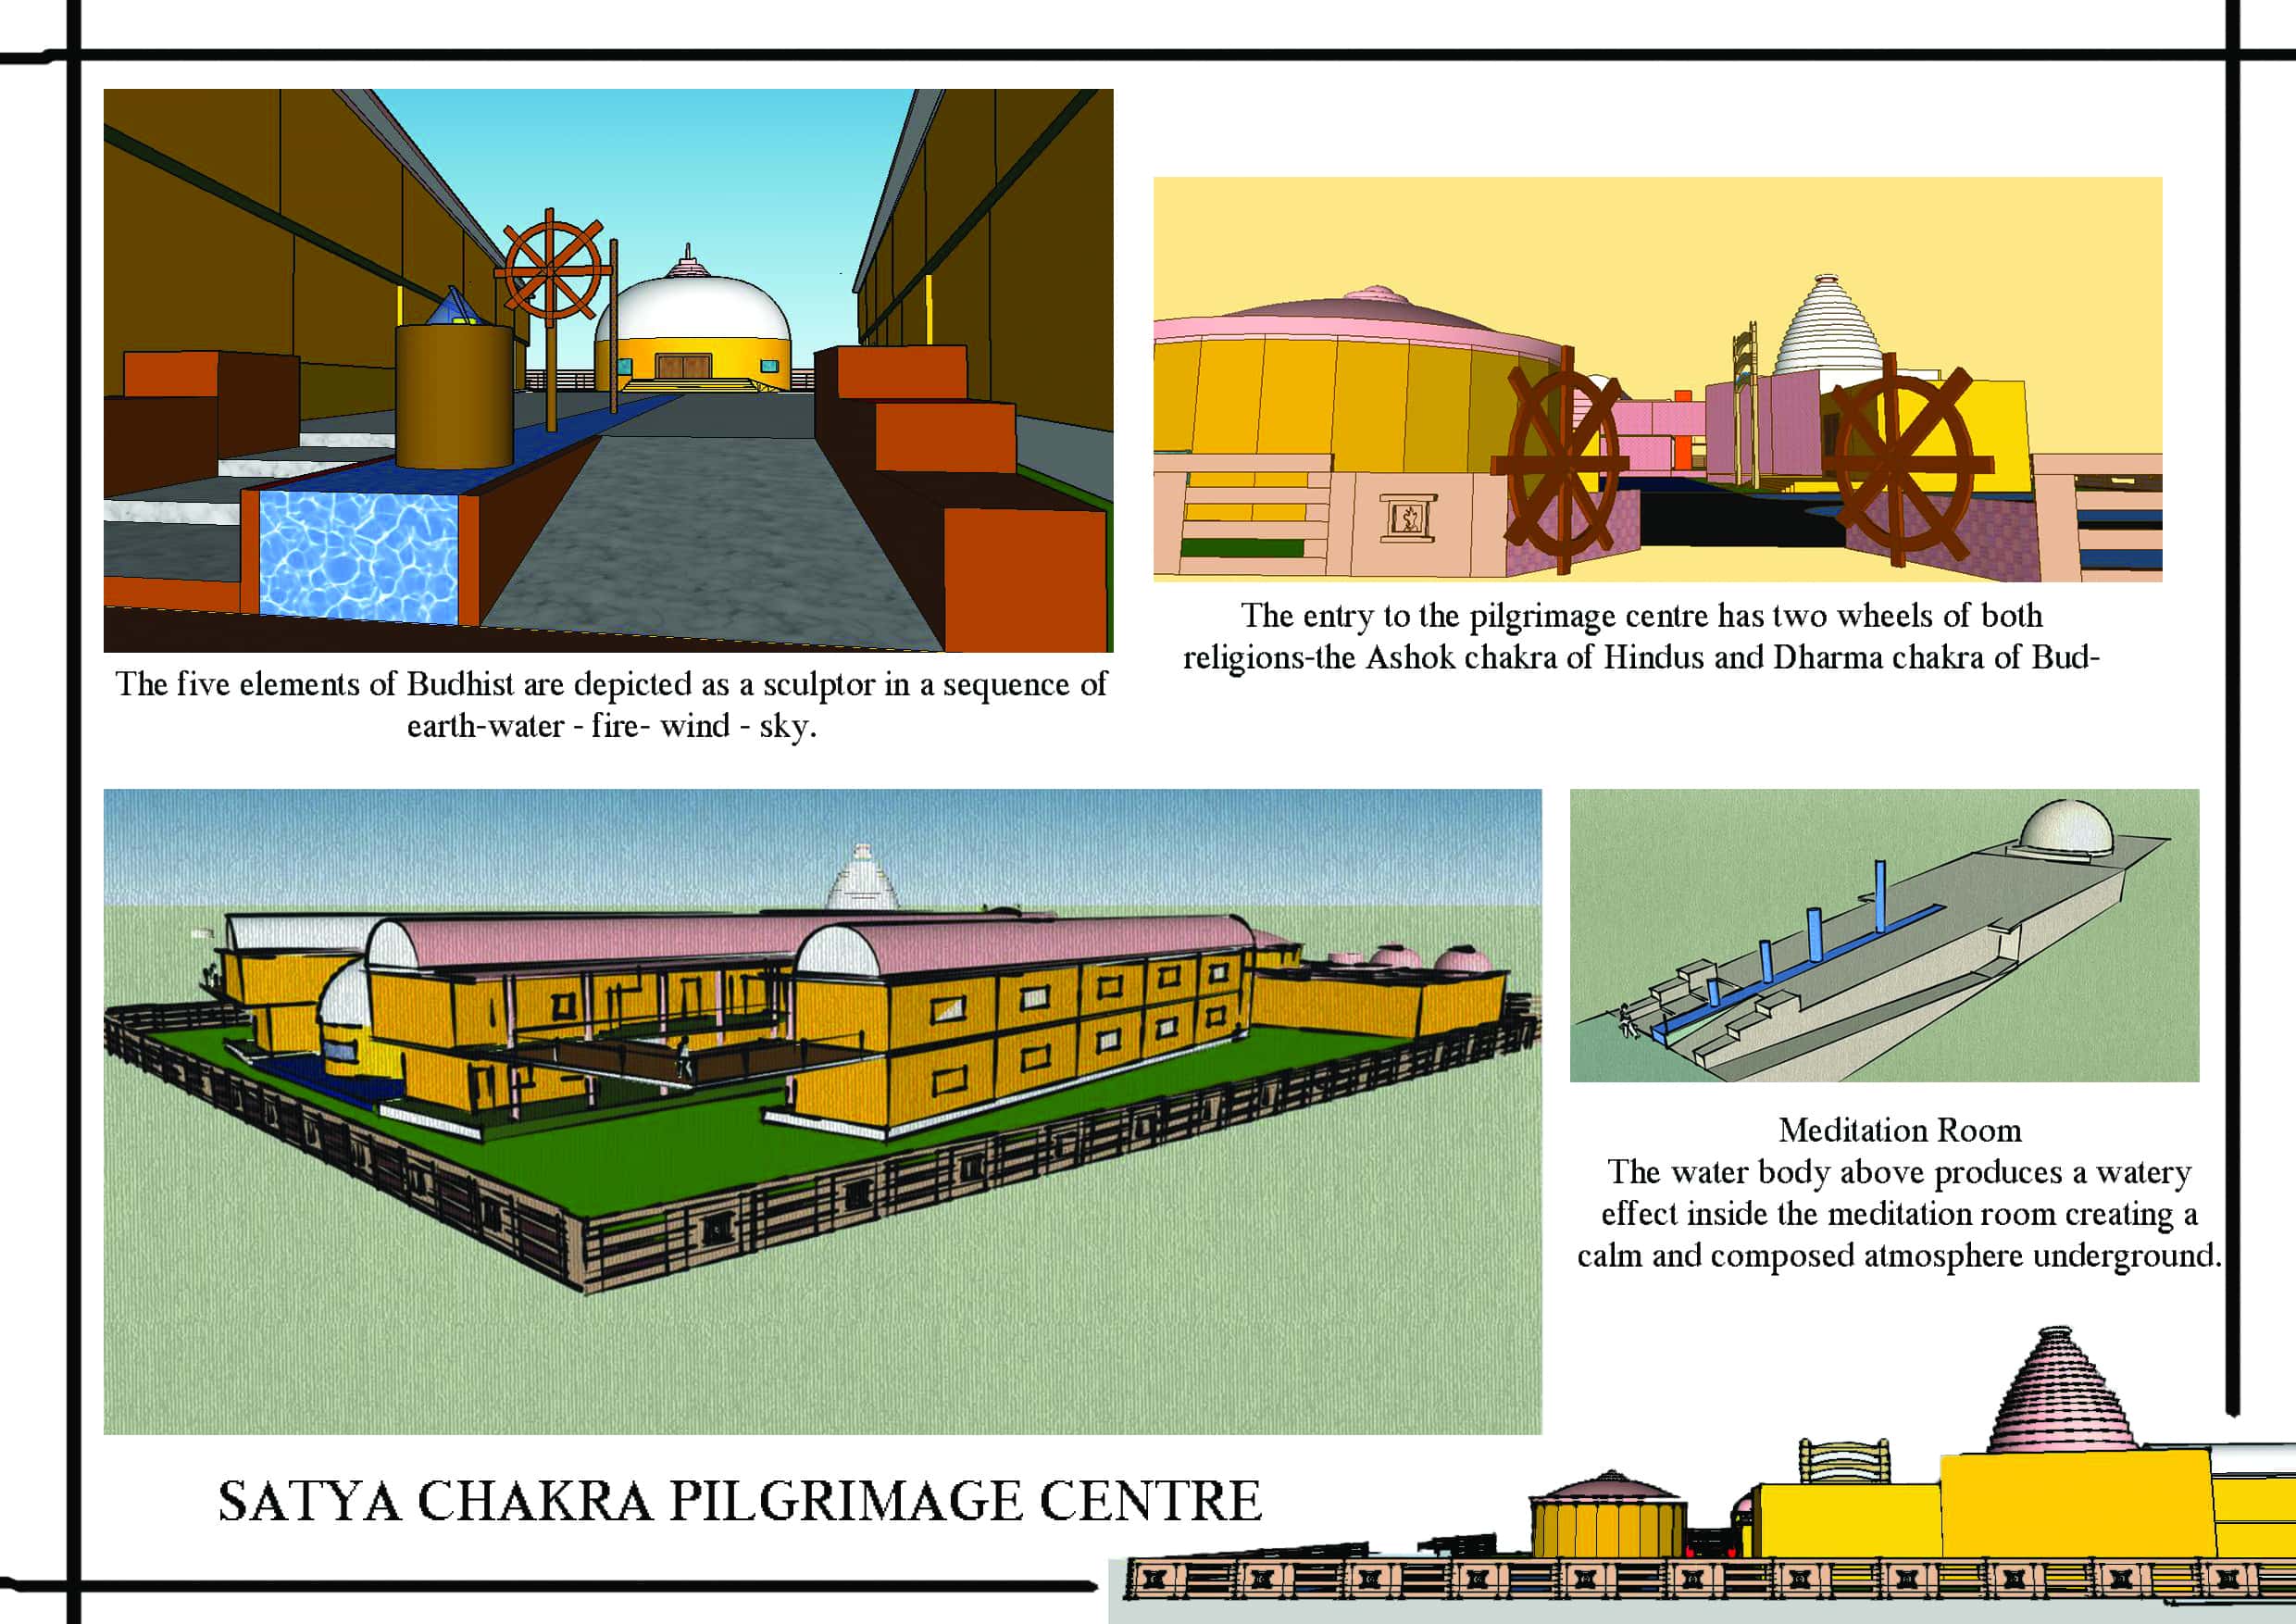 The five elements of Budhist are depicted as a sculptor in a sequence of
earth-water - fire- wind - sky.
The entry to the pilgrimage centre has two wheels of both
religions-the Ashok chakra of Hindus and Dharma chakra of Bud-
Meditation Room
The water body above produces a watery
effect inside the meditation room creating a
calm and composed atmosphere underground.
SATYA CHAKRA PILGRIMAGE CENTRE